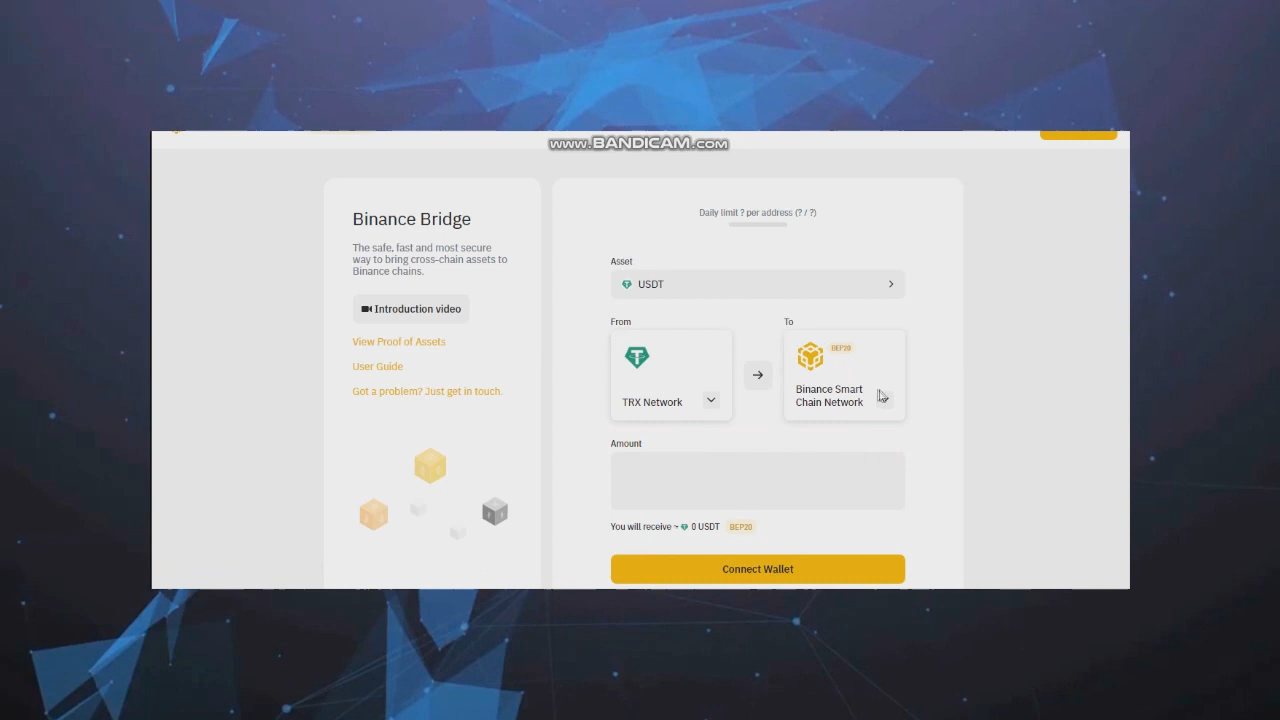 www.BANDICAM.com
Binance Bridge
The safe, fast and most secure
way to bring cross-chain assets to
Binance chains.
Introduction video
View Proof of Assets
User Guide
Got a problem? Just get in touch.
Daily limit ? per address (? / ?)
Asset
USDT
From
To
BEP20
TRX Network
Binance Smart
Chain Network
Amount
You will receive ≈ 0 USDT BEP20
Connect Wallet